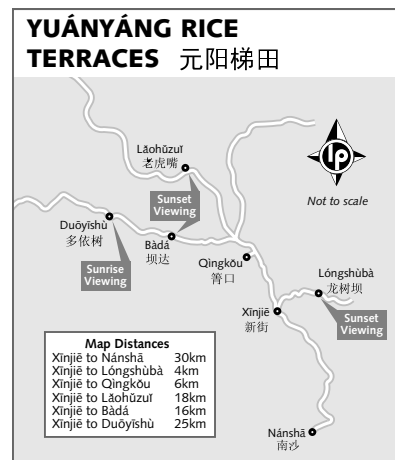 YUÁNYÁNG RICE
TERRACES 元阳梯田
Lǎohǔzuǐ
老虎嘴
Sunset
Viewing
lp
Not to scale
Duōyīshù
多依树
Bàdá
坝达
Sunrise
Viewing
Qìngkǒu
箐口
Lóngshùbà
龙树坝
Xīnjiē
新街
Sunset
Viewing
Map Distances
Xīnjiē to Nánshā 30km
Xīnjiē to Lóngshùbà 4km
Xīnjiē to Qìngkǒu 6km
Xīnjiē to Lǎohǔzuǐ 18km
Xīnjiē to Bàdá 16km
Xīnjiē to Duōyīshù 25km
Nánshā
南沙